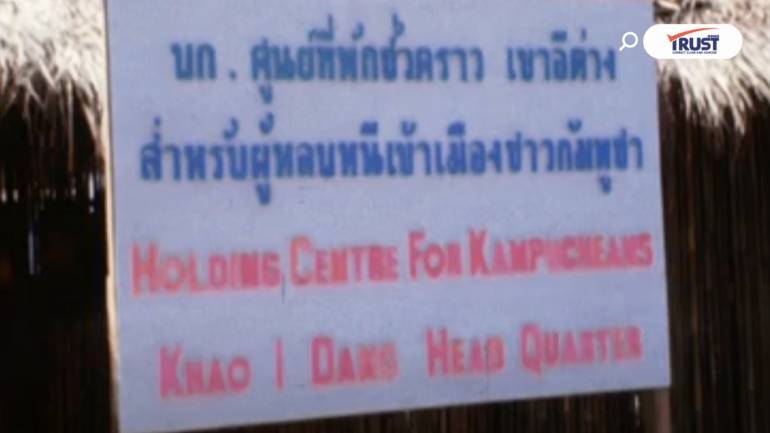 บก. ศูนย์ที่พักชั่วคราว เขาอีด่าง
สำหรับผู้หลบหนีเข้าเมืองชาวกัมพูชา
HOLDING CENTRE FOR KAMPUCHEANS
KHAO I DANG HEAD QUARTER
TRUST